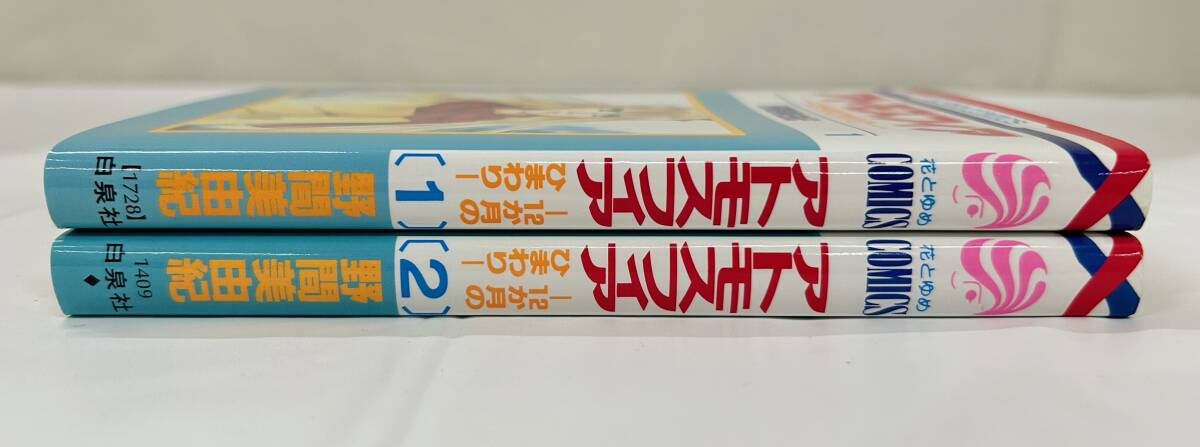 花とゆめ
COMICS
アトモスフィア
—12か月の
ひまわり—
(1)
野間美由紀
[1728]
白泉社
花とゆめ
COMICS
アトモスフィア
—12か月の
ひまわり—
(2)
野間美由紀
1409
白泉社◆
1